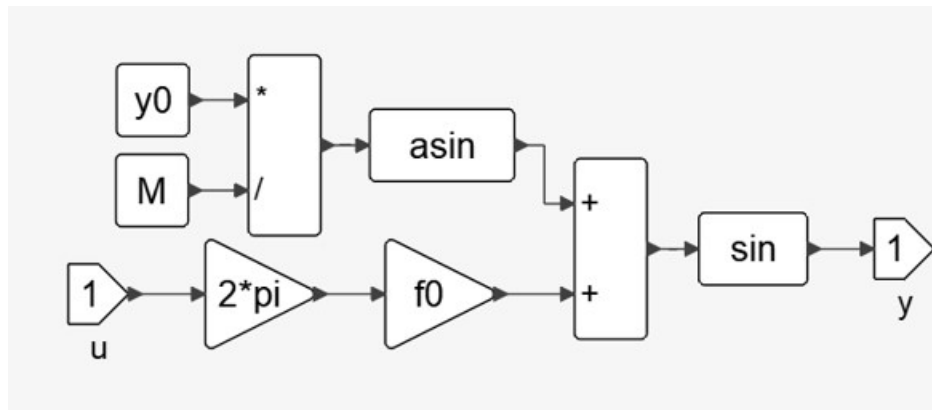 y0
*
asin
M
/
+
sin
1
y
1
u
2*pi
f0
+